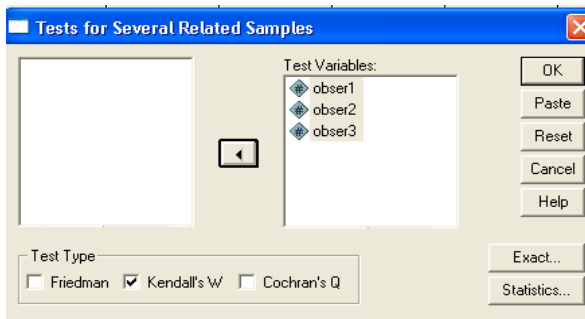 Tests for Several Related Samples
Test Variables:
obser1
obser2
obser3
OK
Paste
Reset
Cancel
Help
Test Type
Friedman Kendall's W Cochran's Q
Exact...
Statistics...